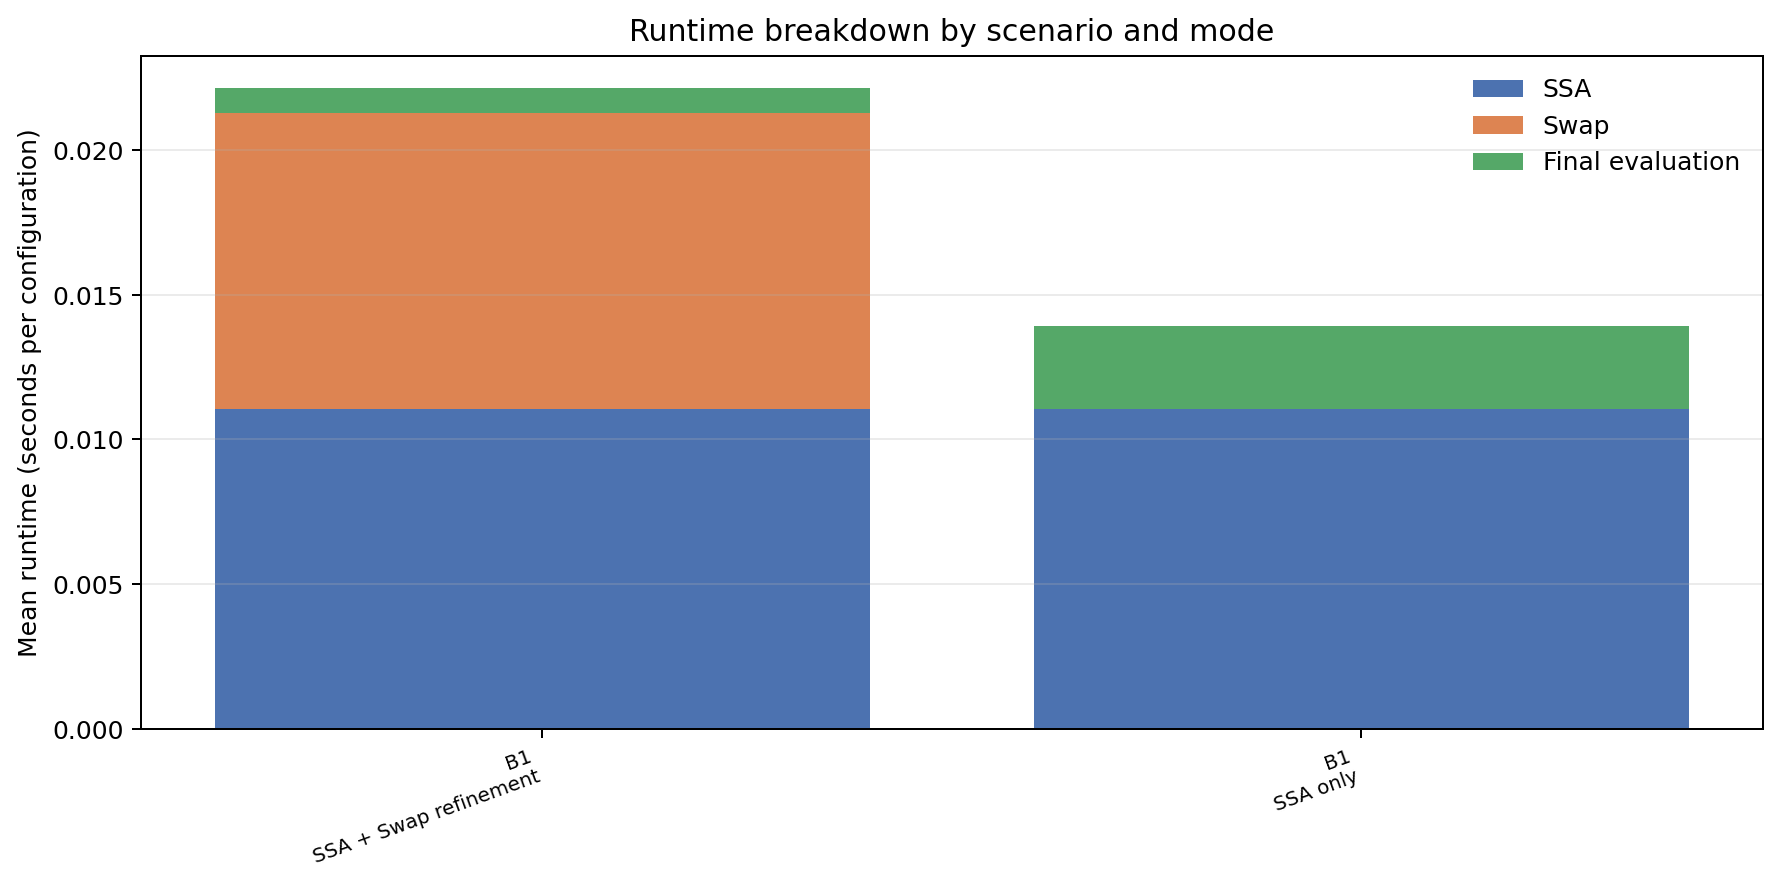 Runtime breakdown by scenario and mode
Mean runtime (seconds per configuration)
0.020
0.015
0.010
0.005
0.000
SSA
Swap
Final evaluation
B1
SSA + Swap refinement
B1
SSA only